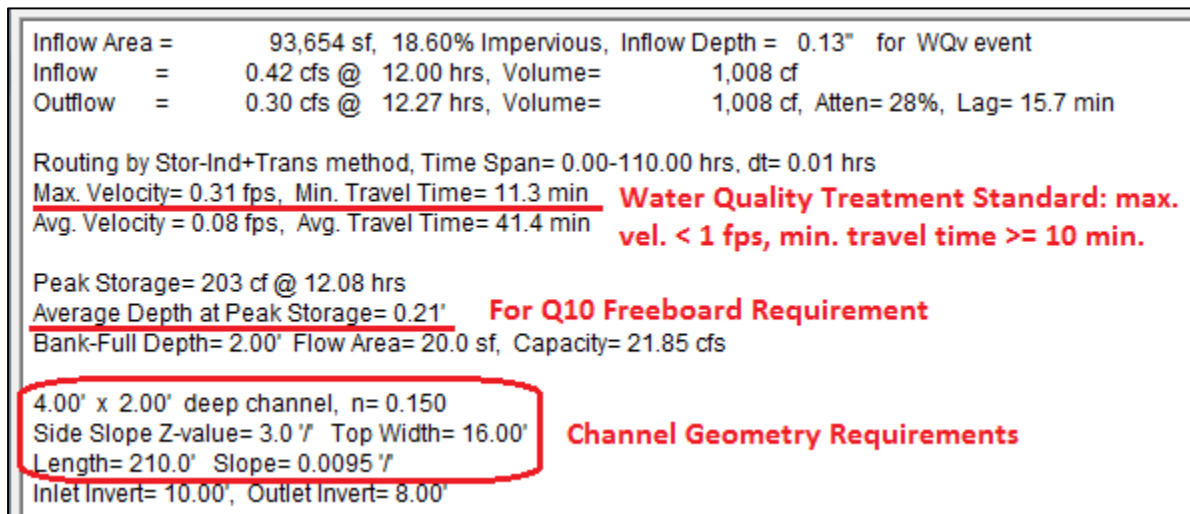 Inflow Area = 93,654 sf, 18.60% Impervious, Inflow Depth = 0.13" for WQv event
Inflow = 0.42 cfs @ 12.00 hrs, Volume= 1,008 cf
Outflow = 0.30 cfs @ 12.27 hrs, Volume= 1,008 cf, Atten= 28%, Lag= 15.7 min
Routing by Stor-Ind+Trans method, Time Span= 0.00-110.00 hrs, dt= 0.01 hrs
Max. Velocity= 0.31 fps, Min. Travel Time= 11.3 min
Avg. Velocity = 0.08 fps, Avg. Travel Time= 41.4 min
Water Quality Treatment Standard: max.
vel. < 1 fps, min. travel time >= 10 min.
Peak Storage= 203 cf @ 12.08 hrs
Average Depth at Peak Storage= 0.21'
For Q10 Freeboard Requirement
Bank-Full Depth= 2.00' Flow Area= 20.0 sf, Capacity= 21.85 cfs
4.00' x 2.00' deep channel, n= 0.150
Side Slope Z-value= 3.0 '/' Top Width= 16.00'
Length= 210.0' Slope= 0.0095 '/'
Channel Geometry Requirements
Inlet Invert= 10.00', Outlet Invert= 8.00'